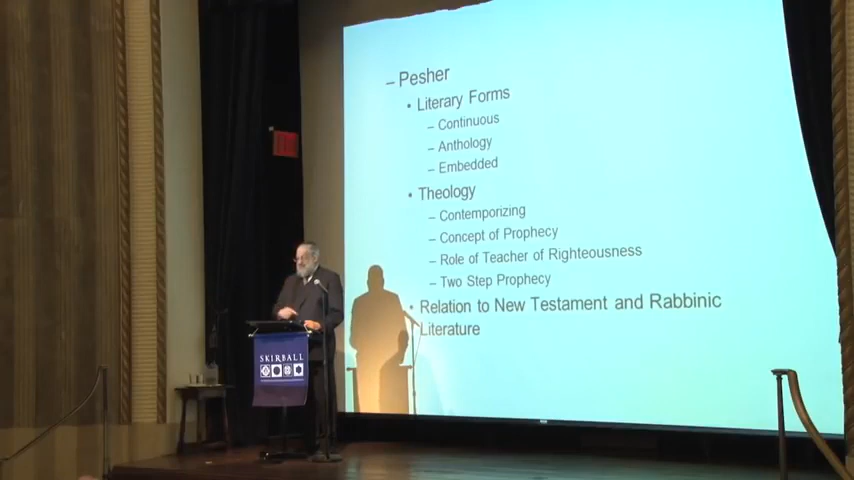 – Pesher
• Literary Forms
– Continuous
– Anthology
– Embedded
• Theology
– Contemporizing
– Concept of Prophecy
– Role of Teacher of Righteousness
– Two Step Prophecy
• Relation to New Testament and Rabbinic
Literature
SKIRBALL